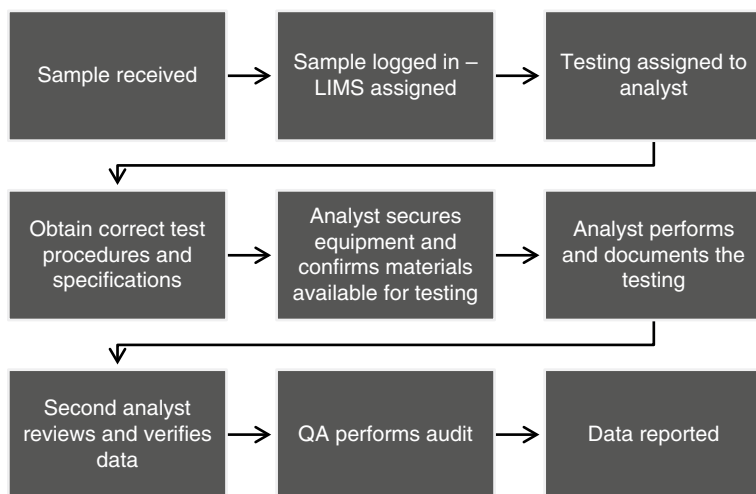 Sample received
Sample logged in –
LIMS assigned
Testing assigned to
analyst
Obtain correct test
procedures and
specifications
Analyst secures
equipment and
confirms materials
available for testing
Analyst performs
and documents the
testing
Second analyst
reviews and verifies
data
QA performs audit
Data reported